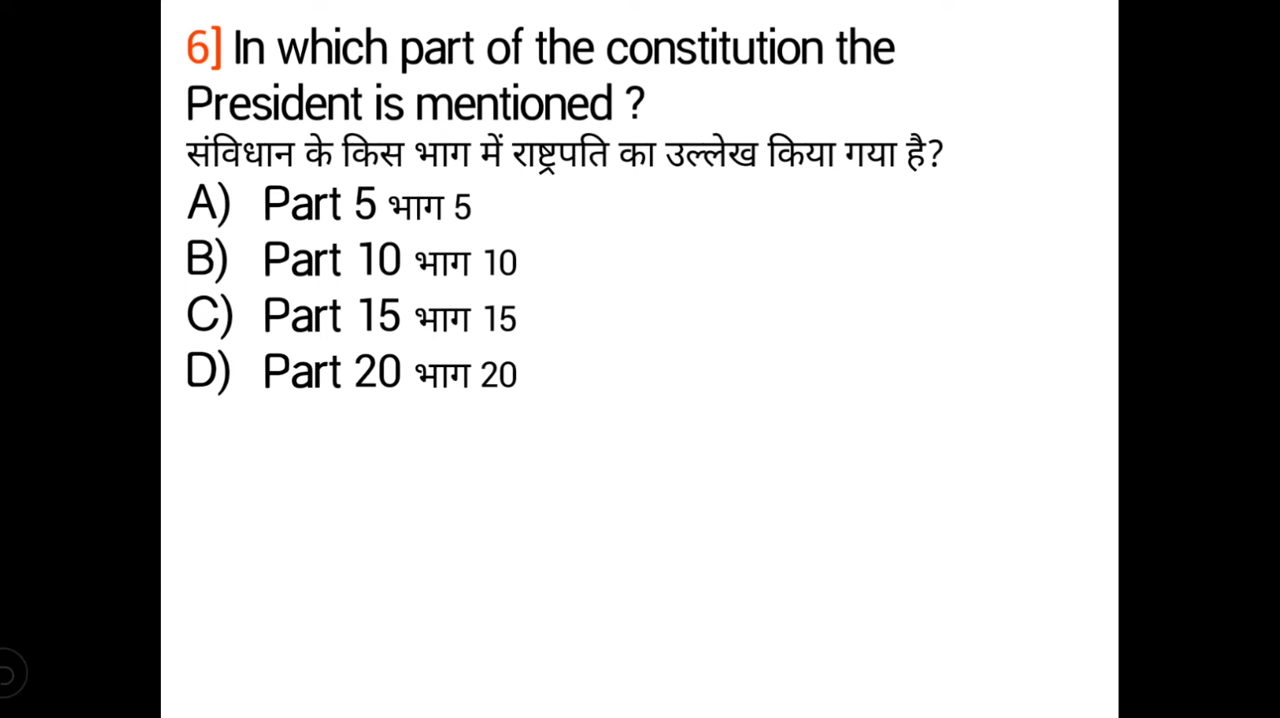 6] In which part of the constitution the
President is mentioned ?
संविधान के किस भाग में राष्ट्रपति का उल्लेख किया गया है?
A) Part 5 भाग 5
B) Part 10 भाग 10
C) Part 15 भाग 15
D) Part 20 भाग 20